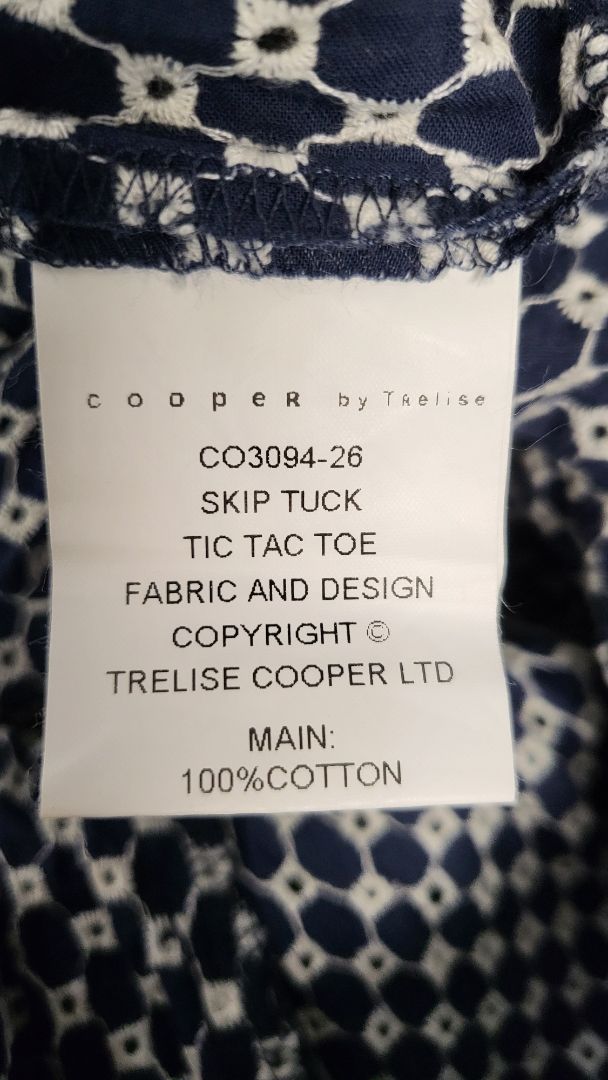 cooper by Trelise
CO3094-26
SKIP TUCK
TIC TAC TOE
FABRIC AND DESIGN
COPYRIGHT ©
TRELISE COOPER LTD
MAIN:
100%COTTON